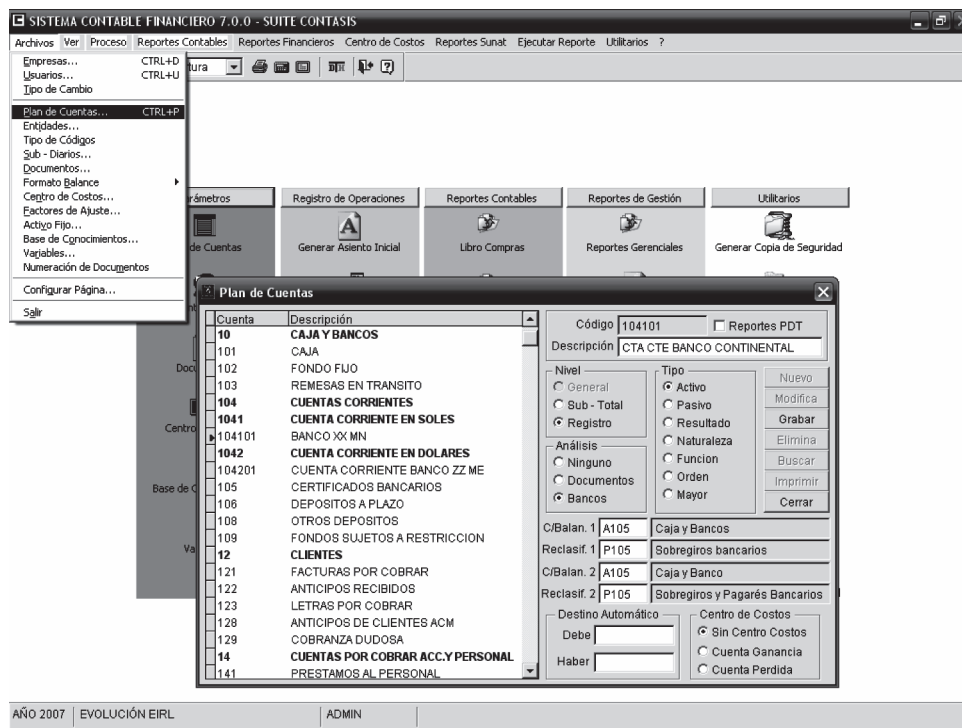 SISTEMA CONTABLE FINANCIERO 7.0.0 - SUITE CONTASIS
Archivos Ver Proceso Reportes Contables Reportes Financieros Centro de Costos Reportes Sunat Ejecutar Reporte Utilitarios ?
Empresas... CTRL+D
Usuarios... CTRL+U
Tipo de Cambio
Plan de Cuentas... CTRL+P
Entidades...
Tipo de Códigos
Sub - Diarios...
Documentos...
Formato Balance
Centro de Costos...
Factores de Ajuste...
Activo Fijo...
Base de Conocimientos...
Variables...
Numeración de Documentos
Configurar Página...
Salir
tura
rámetros Registro de Operaciones Reportes Contables Reportes de Gestión Utilitarios
de Cuentas Generar Asiento Inicial Libro Compras Reportes Gerenciales Generar Copia de Seguridad
Docu
Centro
Base de C
Va
Plan de Cuentas
Cuenta Descripción
10 CAJA Y BANCOS
101 CAJA
102 FONDO FIJO
103 REMESAS EN TRANSITO
104 CUENTAS CORRIENTES
1041 CUENTA CORRIENTE EN SOLES
104101 BANCO XX MN
1042 CUENTA CORRIENTE EN DOLARES
104201 CUENTA CORRIENTE BANCO ZZ ME
105 CERTIFICADOS BANCARIOS
106 DEPOSITOS A PLAZO
108 OTROS DEPOSITOS
109 FONDOS SUJETOS A RESTRICCION
12 CLIENTES
121 FACTURAS POR COBRAR
122 ANTICIPOS RECIBIDOS
123 LETRAS POR COBRAR
128 ANTICIPOS DE CLIENTES ACM
129 COBRANZA DUDOSA
14 CUENTAS POR COBRAR ACC.Y PERSONAL
141 PRESTAMOS AL PERSONAL
Código 104101 Reportes PDT
Descripción CTA CTE BANCO CONTINENTAL
Nivel
General
Sub - Total
Registro
Análisis
Ninguno
Documentos
Bancos
Tipo
Activo
Pasivo
Resultado
Naturaleza
Funcion
Orden
Mayor
Nuevo
Modifica
Grabar
Elimina
Buscar
Imprimir
Cerrar
C/Balan. 1 A105 Caja y Bancos
Reclasif. 1 P105 Sobregiros bancarios
C/Balan. 2 A105 Caja y Banco
Reclasif. 2 P105 Sobregiros y Pagarés Bancarios
Destino Automático
Debe
Haber
Centro de Costos
Sin Centro Costos
Cuenta Ganancia
Cuenta Perdida
AÑO 2007 EVOLUCIÓN EIRL ADMIN